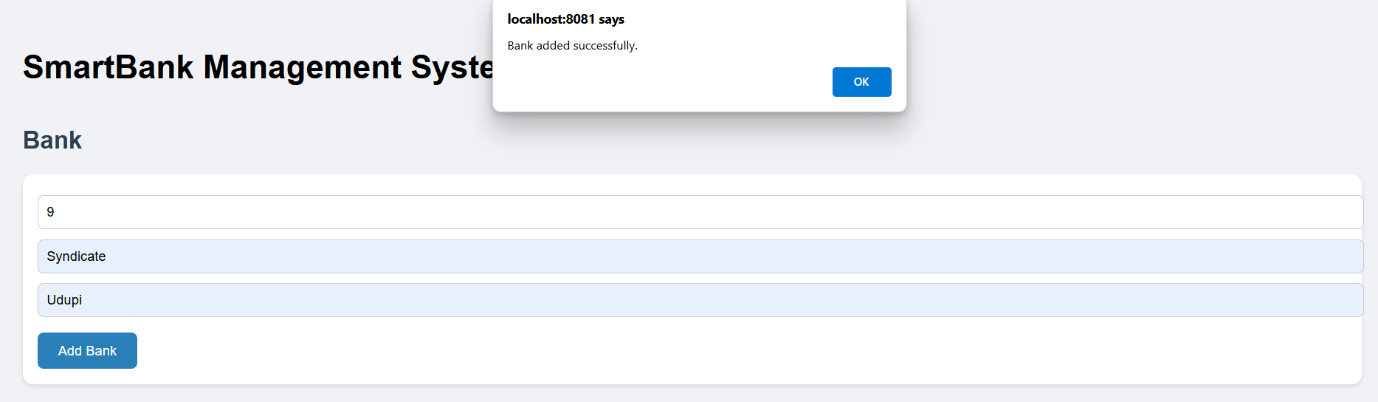 localhost:8081 says
Bank added successfully.
OK
SmartBank Management Syste
Bank
9
Syndicate
Udupi
Add Bank